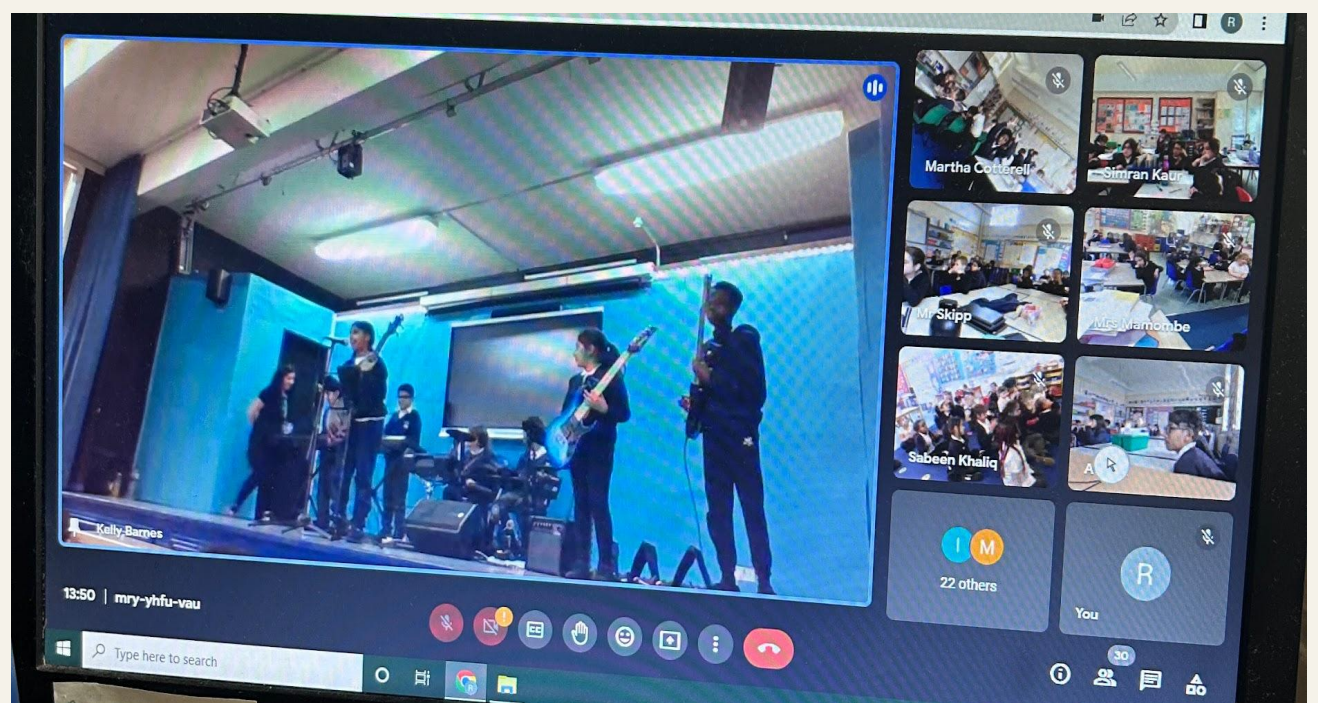 R
Martha Cotterell
Simran Kaur
Mr Skipp
Mrs Mamombe
Sabeen Khaliq
A
Kelly Barnes
I M
22 others
R
You
13:50 | mry-yhfu-vau
!
CC
30
Type here to search
R